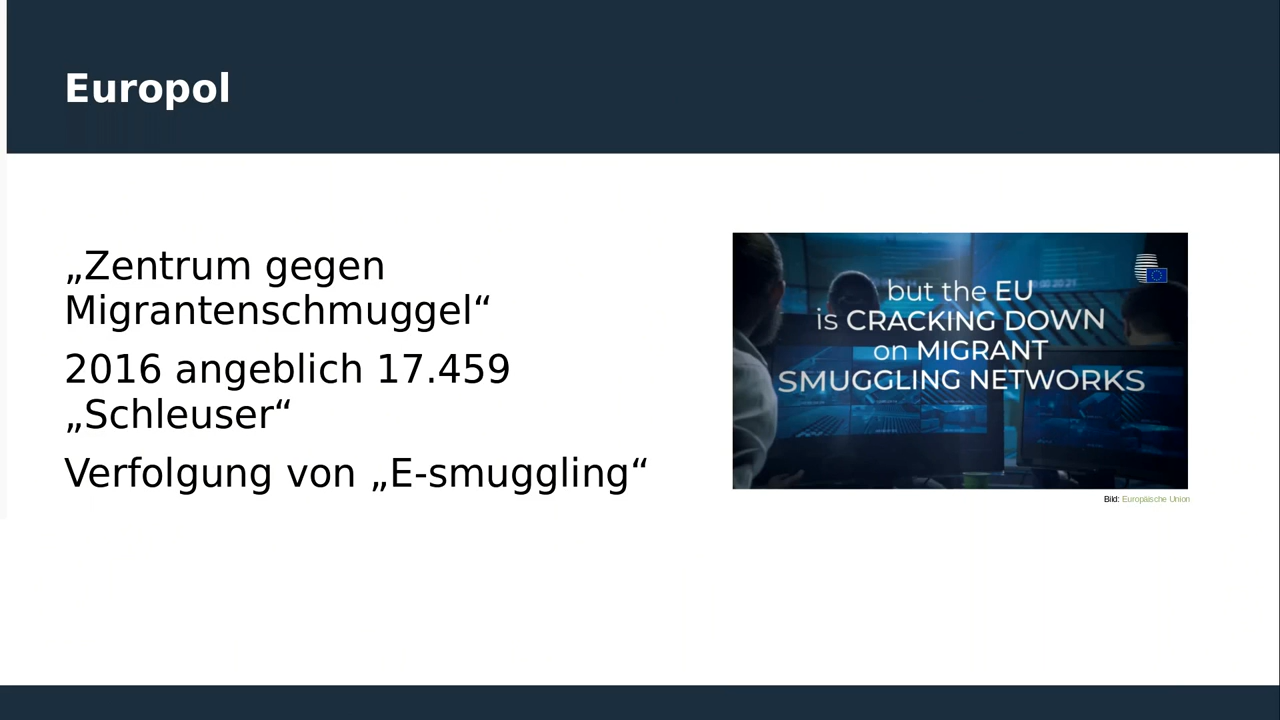 Europol
„Zentrum gegen
Migrantenschmuggel“
2016 angeblich 17.459
„Schleuser“
Verfolgung von „E-smuggling“
but the EU
is CRACKING DOWN
on MIGRANT
SMUGGLING NETWORKS
Bild: Europäische Union